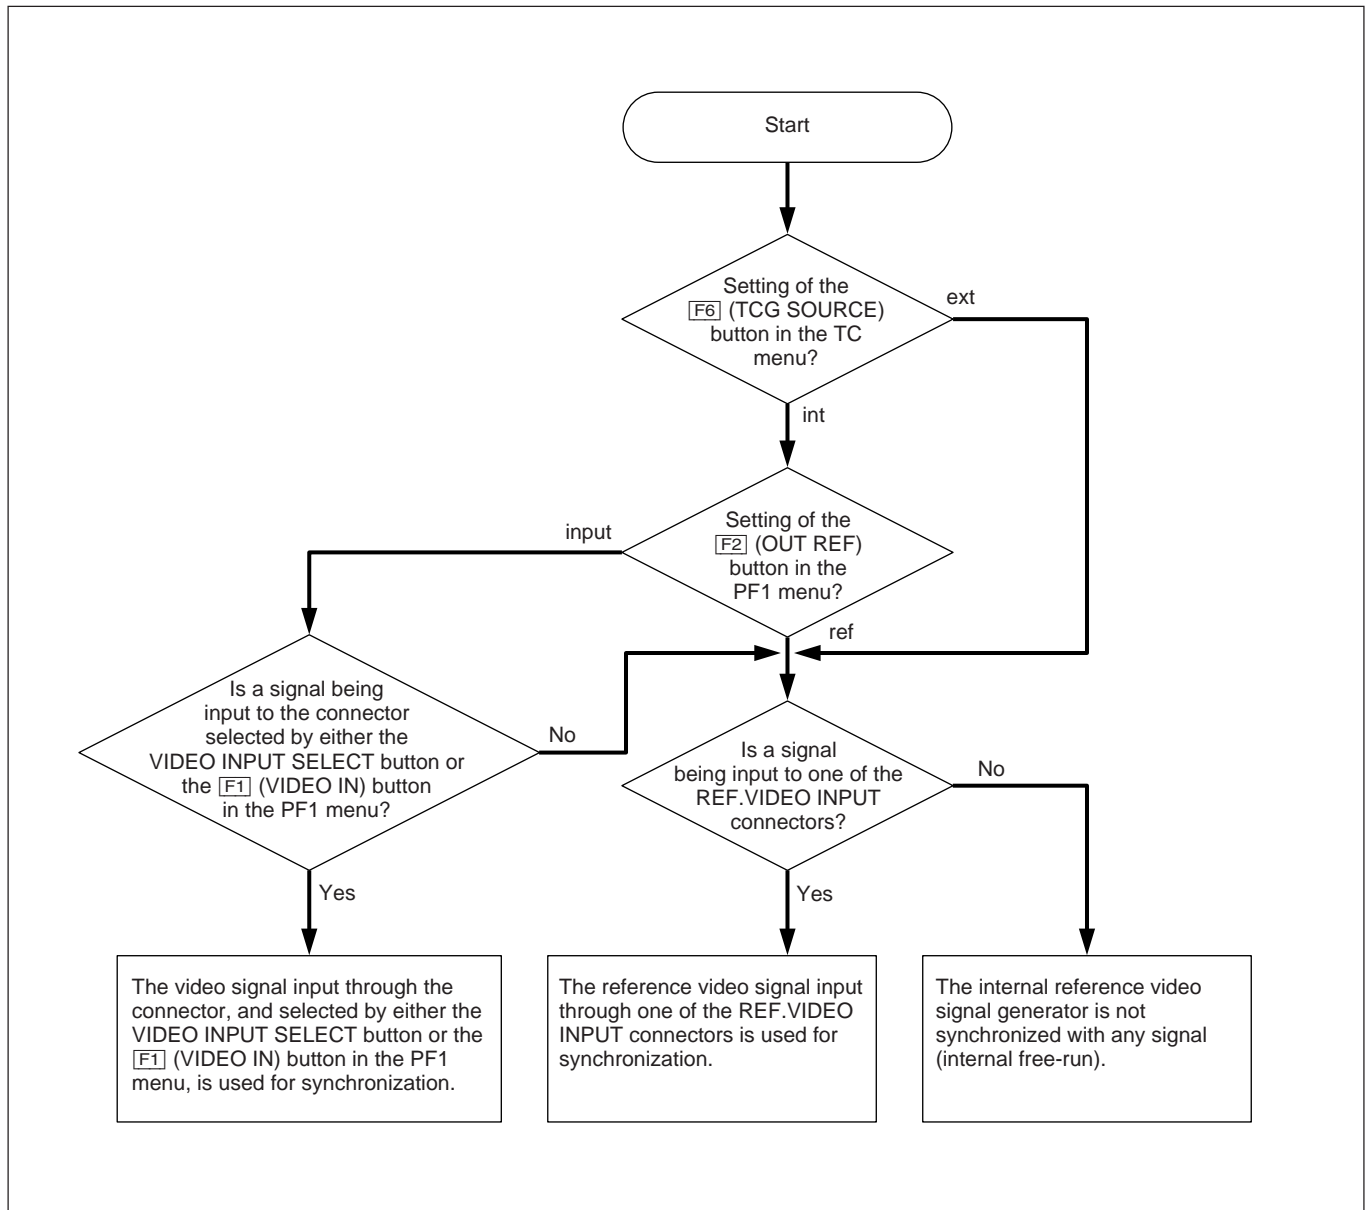 Start
Setting of the
F6 (TCG SOURCE)
button in the TC
menu?
ext
int
Setting of the
F2 (OUT REF)
button in the
PF1 menu?
input
ref
Is a signal being
input to the connector
selected by either the
VIDEO INPUT SELECT button or
the F1 (VIDEO IN) button
in the PF1 menu?
No
Yes
Is a signal
being input to one of the
REF.VIDEO INPUT
connectors?
No
Yes
The video signal input through the
connector, and selected by either the
VIDEO INPUT SELECT button or the
F1 (VIDEO IN) button in the PF1
menu, is used for synchronization.
The reference video signal input
through one of the REF.VIDEO
INPUT connectors is used for
synchronization.
The internal reference video
signal generator is not
synchronized with any signal
(internal free-run).